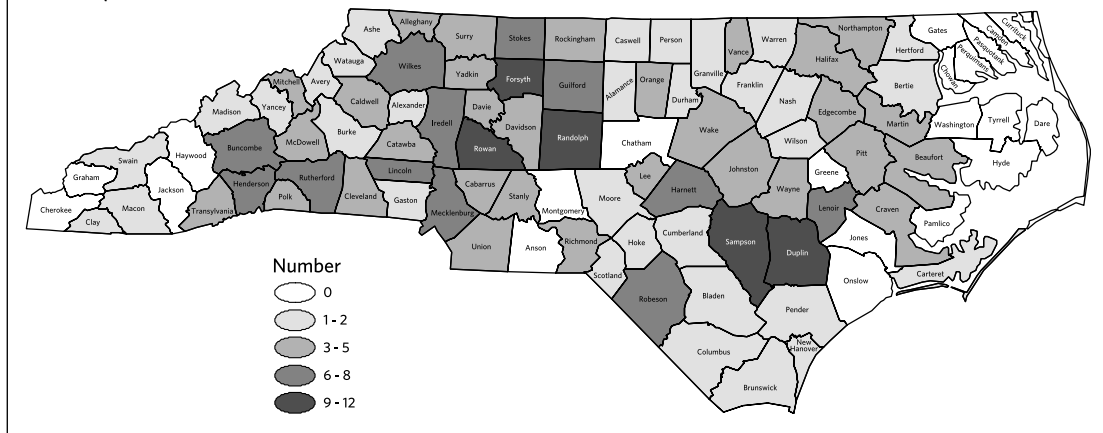 Ashe
Alleghany
Surry
Stokes
Rockingham
Caswell
Person
Granville
Vance
Warren
Northampton
Halifax
Hertford
Gates
Currituck
Camden
Pasquotank
Perquimans
Chowan
Bertie
Watauga
Wilkes
Yadkin
Forsyth
Guilford
Alamance
Orange
Durham
Franklin
Nash
Edgecombe
Martin
Washington
Tyrrell
Dare
Mitchell
Avery
Caldwell
Alexander
Iredell
Davie
Davidson
Randolph
Chatham
Wake
Wilson
Madison
Yancey
Burke
McDowell
Catawba
Rowan
Pitt
Beaufort
Hyde
Swain
Haywood
Buncombe
Rutherford
Lincoln
Cabarrus
Stanly
Montgomery
Moore
Lee
Harnett
Johnston
Wayne
Greene
Lenoir
Craven
Pamlico
Graham
Jackson
Henderson
Polk
Cleveland
Gaston
Mecklenburg
Cherokee
Clay
Macon
Transylvania
Union
Anson
Richmond
Hoke
Cumberland
Sampson
Duplin
Jones
Carteret
Onslow
Scotland
Robeson
Bladen
Pender
Columbus
New
Hanover
Brunswick
Number
0
1 - 2
3 - 5
6 - 8
9 - 12